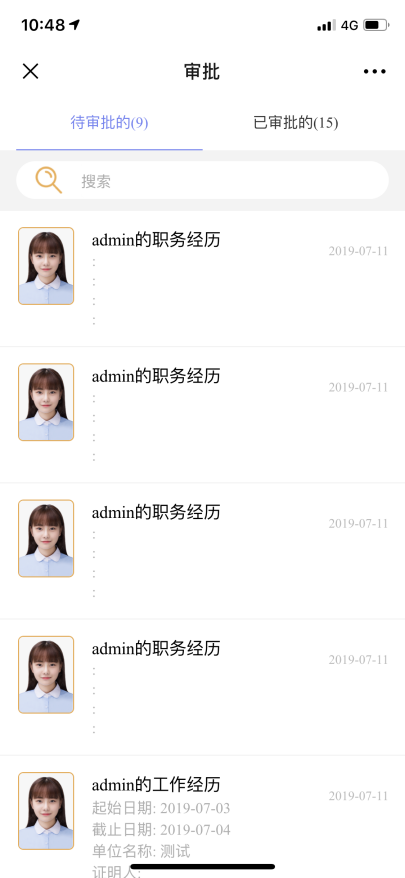 10:48 4G
审批
待审批的(9) 已审批的(15)
搜索
admin的职务经历
2019-07-11
:
:
:
:
admin的职务经历
2019-07-11
:
:
:
:
admin的职务经历
2019-07-11
:
:
:
:
admin的职务经历
2019-07-11
:
:
:
:
admin的工作经历
2019-07-11
起始日期: 2019-07-03
截止日期: 2019-07-04
单位名称: 测试
证明人: